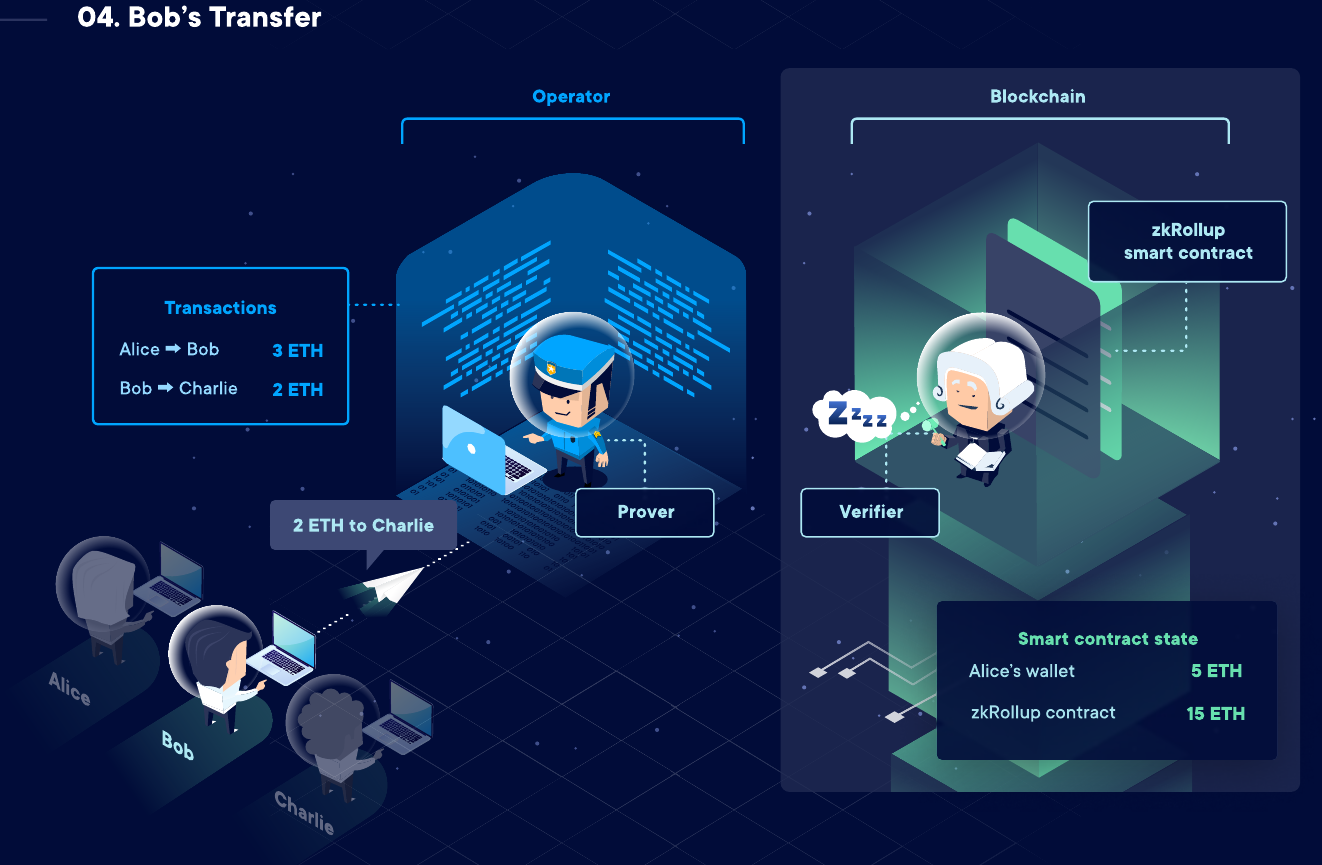 04. Bob's Transfer
Operator
Blockchain
zkRollup
smart contract
Transactions
Alice ➡ Bob 3 ETH
Bob ➡ Charlie 2 ETH
Zzzz
Prover
Verifier
2 ETH to Charlie
Smart contract state
Alice's wallet 5 ETH
zkRollup contract 15 ETH
Alice
Bob
Charlie